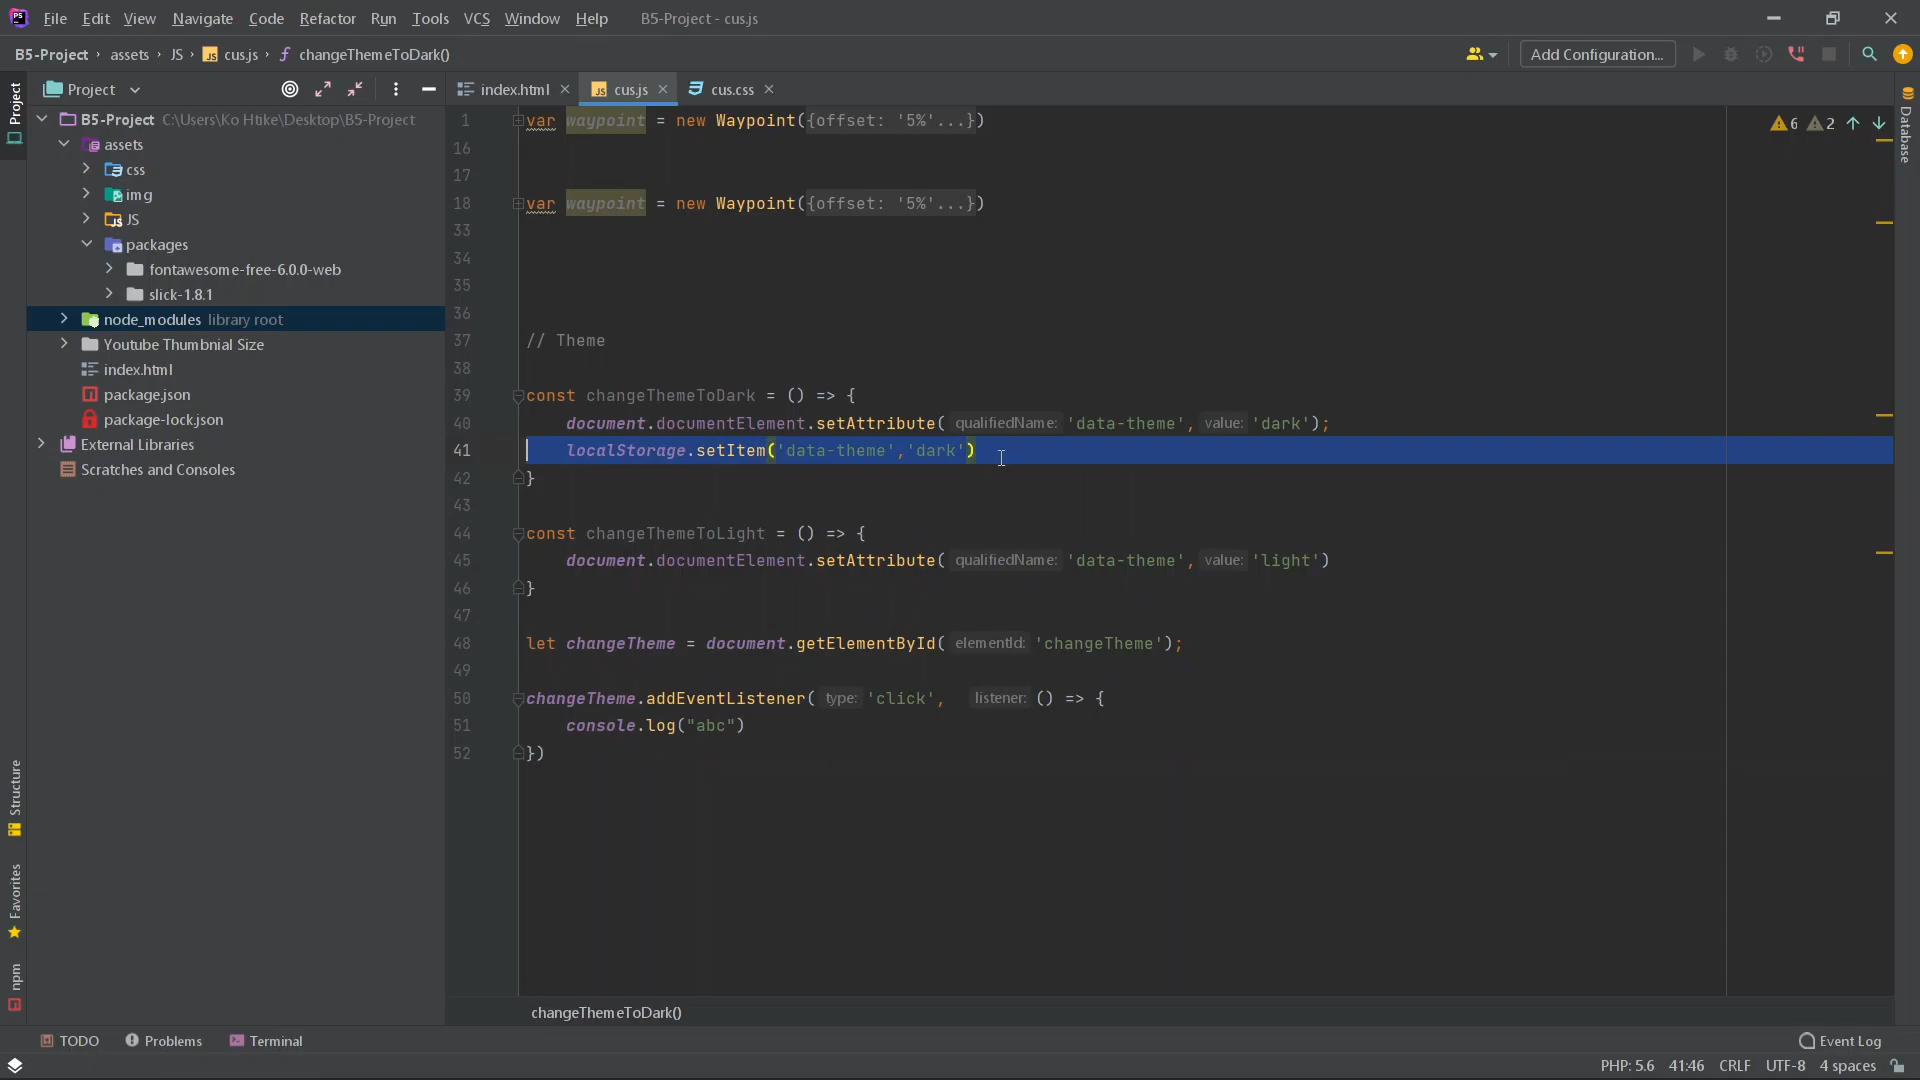 PS File Edit View Navigate Code Refactor Run Tools VCS Window Help B5-Project - cus.js
B5-Project assets JS cus.js changeThemeToDark() Add Configuration...
Project index.html cus.js cus.css
Project
B5-Project C:\Users\Ko Htike\Desktop\B5-Project
assets
css
img
JS
packages
fontawesome-free-6.0.0-web
slick-1.8.1
node_modules library root
Youtube Thumbnial Size
index.html
package.json
package-lock.json
External Libraries
Scratches and Consoles
6 2
Database
1 var waypoint = new Waypoint({offset: '5%'...})
16
17
18 var waypoint = new Waypoint({offset: '5%'...})
33
34
35
36
37 // Theme
38
39 const changeThemeToDark = () => {
40 document.documentElement.setAttribute( qualifiedName: 'data-theme', value: 'dark');
41 localStorage.setItem('data-theme','dark')
42 }
43
44 const changeThemeToLight = () => {
45 document.documentElement.setAttribute( qualifiedName: 'data-theme', value: 'light')
46 }
47
48 let changeTheme = document.getElementById( elementId: 'changeTheme');
49
50 changeTheme.addEventListener( type: 'click', listener: () => {
51 console.log("abc")
52 })
Structure
Favorites
npm
changeThemeToDark()
TODO Problems Terminal Event Log
PHP: 5.6 41:46 CRLF UTF-8 4 spaces